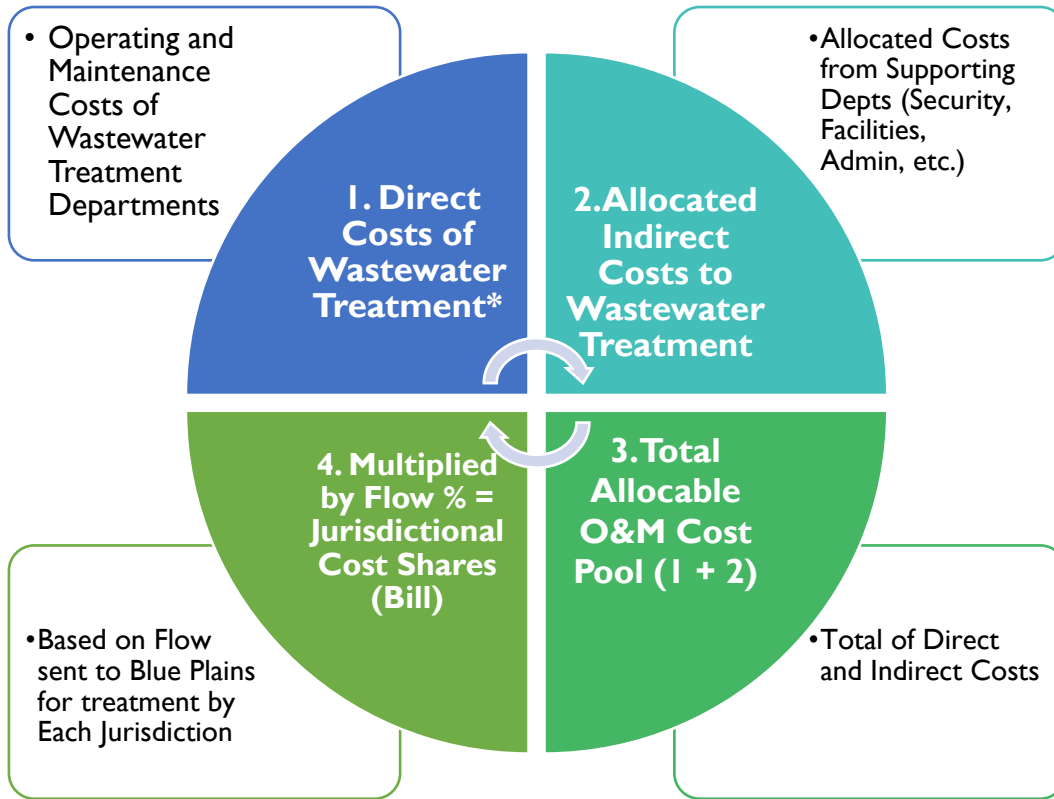 • Operating and
Maintenance
Costs of
Wastewater
Treatment
Departments
•Allocated Costs
from Supporting
Depts (Security,
Facilities,
Admin, etc.)
1. Direct
Costs of
Wastewater
Treatment*
2.Allocated
Indirect
Costs to
Wastewater
Treatment
4. Multiplied
by Flow % =
Jurisdictional
Cost Shares
(Bill)
3. Total
Allocable
O&M Cost
Pool (1 + 2)
•Based on Flow
sent to Blue Plains
for treatment by
Each Jurisdiction
•Total of Direct
and Indirect Costs